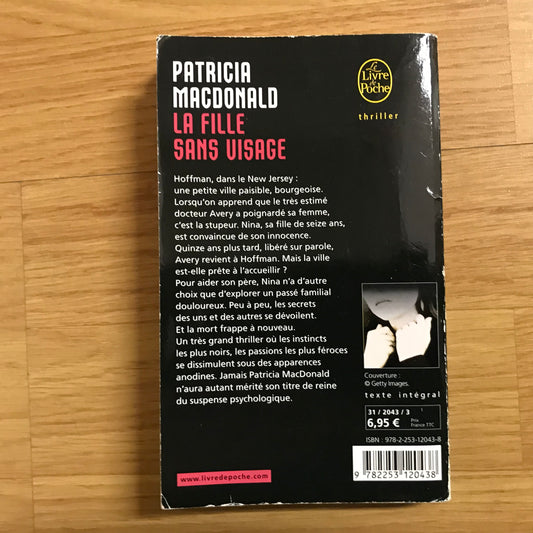 PATRICIA
MACDONALD
LA FILLE
SANS VISAGE
Le
Livre
de
Poche
thriller
Hoffman, dans le New Jersey :
une petite ville paisible, bourgeoise.
Lorsqu'on apprend que le très estimé
docteur Avery a poignardé sa femme,
c'est la stupeur. Nina, sa fille de seize ans,
est convaincue de son innocence.
Quinze ans plus tard, libéré sur parole,
Avery revient à Hoffman. Mais la ville
est-elle prête à l'accueillir ?
Pour aider son père, Nina n'a d'autre
choix que d'explorer un passé familial
douloureux. Peu à peu, les secrets
des uns et des autres se dévoilent.
Et la mort frappe à nouveau.
Un très grand thriller où les instincts
les plus noirs, les passions les plus féroces
se dissimulent sous des apparences
anodines. Jamais Patricia MacDonald
n'aura autant mérité son titre de reine
du suspense psychologique.
Couverture :
© Getty Images.
texte intégral
31 / 2043 / 3
6,95 € Prix France TTC
ISBN : 978-2-253-12043-8
9 782253 120438
www.livredepoche.com